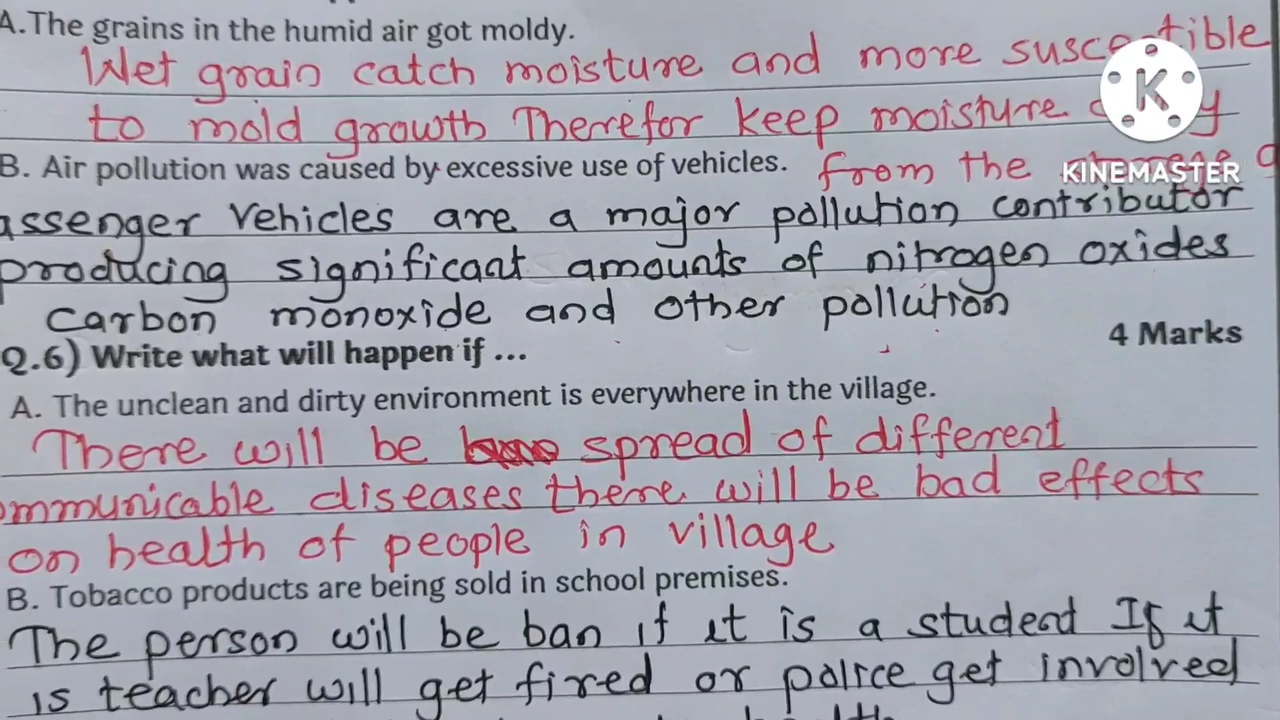 A. The grains in the humid air got moldy.
Wet grain catch moisture and more susceptible
to mold growth Therefor keep moisture
B. Air pollution was caused by excessive use of vehicles. from the
K
KINEMASTER
assenger Vehicles are a major pollution contributor
producing significant amounts of nitrogen oxides
carbon monoxide and other pollution
4 Marks
Q.6) Write what will happen if ...
A. The unclean and dirty environment is everywhere in the village.
There will be spread of different
ommunicable diseases there will be bad effects
on health of people in village
B. Tobacco products are being sold in school premises.
The person will be ban if it is a student If it
is teacher will get fired or police get involved